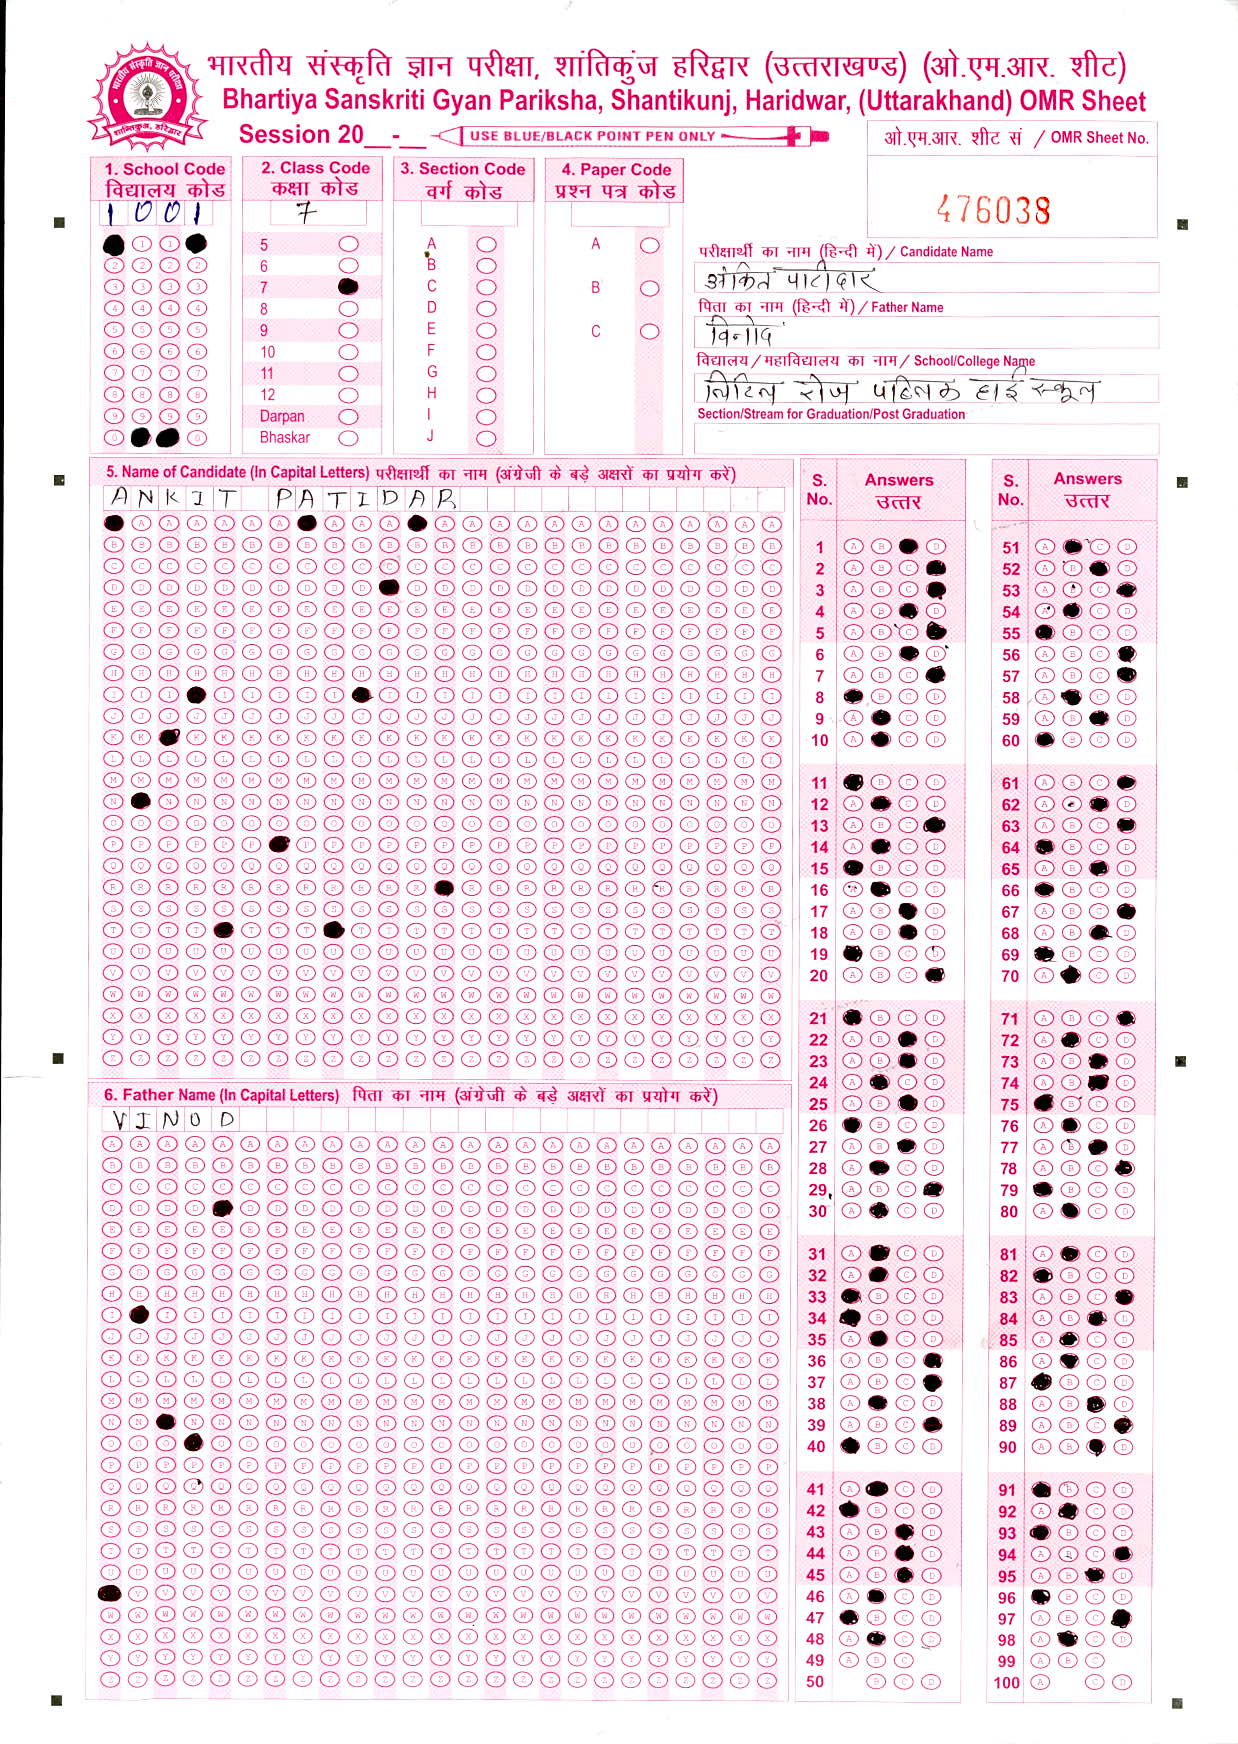 भारतीय संस्कृति ज्ञान परीक्षा, शांतिकुंज हरिद्वार (उत्तराखण्ड) (ओ.एम.आर. शीट)
Bhartiya Sanskriti Gyan Pariksha, Shantikunj, Haridwar, (Uttarakhand) OMR Sheet
Session 20__-__ USE BLUE/BLACK POINT PEN ONLY
ओ.एम.आर. शीट सं / OMR Sheet No.
476038
1. School Code
विद्यालय कोड
1001
2. Class Code
कक्षा कोड
7
5
6
7
8
9
10
11
12
Darpan
Bhaskar
3. Section Code
वर्ग कोड
A
B
C
D
E
F
G
H
I
J
4. Paper Code
प्रश्न पत्र कोड
A
B
C
परीक्षार्थी का नाम (हिन्दी में) / Candidate Name
अंकित पाटीदार
पिता का नाम (हिन्दी में) / Father Name
विनोद
विद्यालय / महाविद्यालय का नाम / School/College Name
लिटिल रोज पब्लिक हाई स्कूल
Section/Stream for Graduation/Post Graduation
5. Name of Candidate (In Capital Letters) परीक्षार्थी का नाम (अंग्रेजी के बड़े अक्षरों का प्रयोग करें)
ANKIT PATIDAR
6. Father Name (In Capital Letters) पिता का नाम (अंग्रेजी के बड़े अक्षरों का प्रयोग करें)
VINOD
S. No. Answers उत्तर
1
2
3
4
5
6
7
8
9
10
11
12
13
14
15
16
17
18
19
20
21
22
23
24
25
26
27
28
29
30
31
32
33
34
35
36
37
38
39
40
41
42
43
44
45
46
47
48
49
50
S. No. Answers उत्तर
51
52
53
54
55
56
57
58
59
60
61
62
63
64
65
66
67
68
69
70
71
72
73
74
75
76
77
78
79
80
81
82
83
84
85
86
87
88
89
90
91
92
93
94
95
96
97
98
99
100